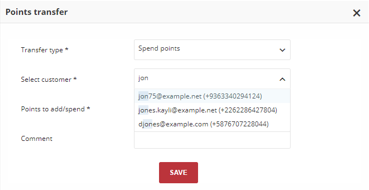 Points transfer
Transfer type *
Spend points
Select customer *
jon
jon75@example.net (+9363340294124)
jones.kayli@example.net (+2262286427804)
djones@example.com (+5876707228044)
Points to add/spend *
Comment
SAVE